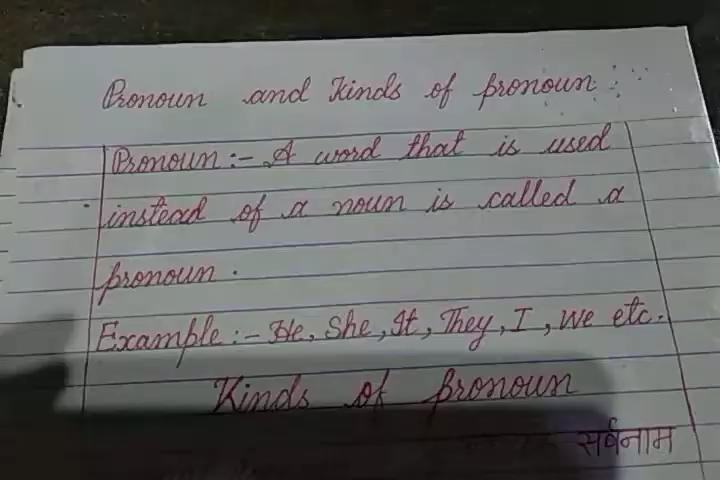 Pronoun and Kinds of pronoun :
Pronoun :- A word that is used
instead of a noun is called a
pronoun .
Example :- He, She, It, They, I, We etc.
Kinds of pronoun
सर्वनाम